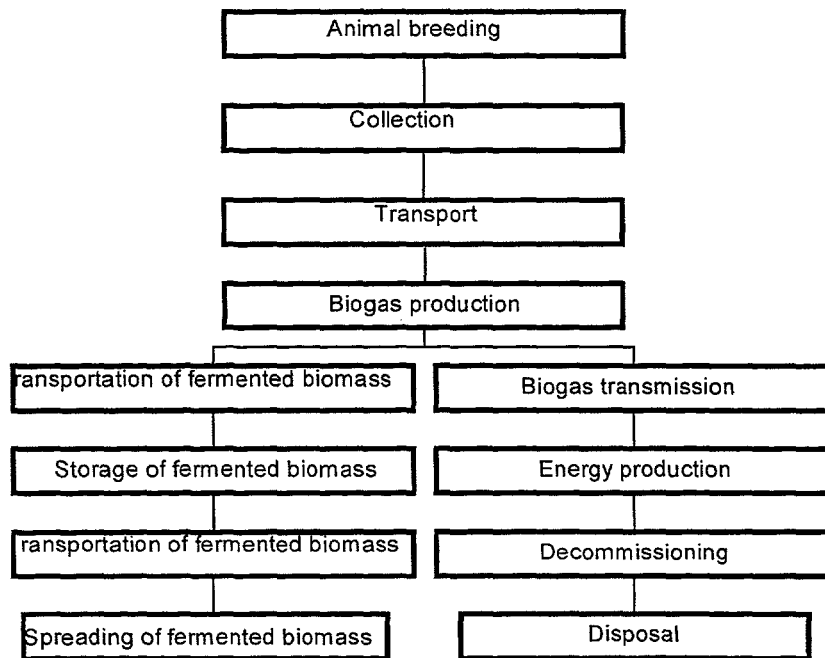 Animal breeding
Collection
Transport
Biogas production
ransportation of fermented biomass
Biogas transmission
Storage of fermented biomass
Energy production
ransportation of fermented biomass
Decommissioning
Spreading of fermented biomass
Disposal